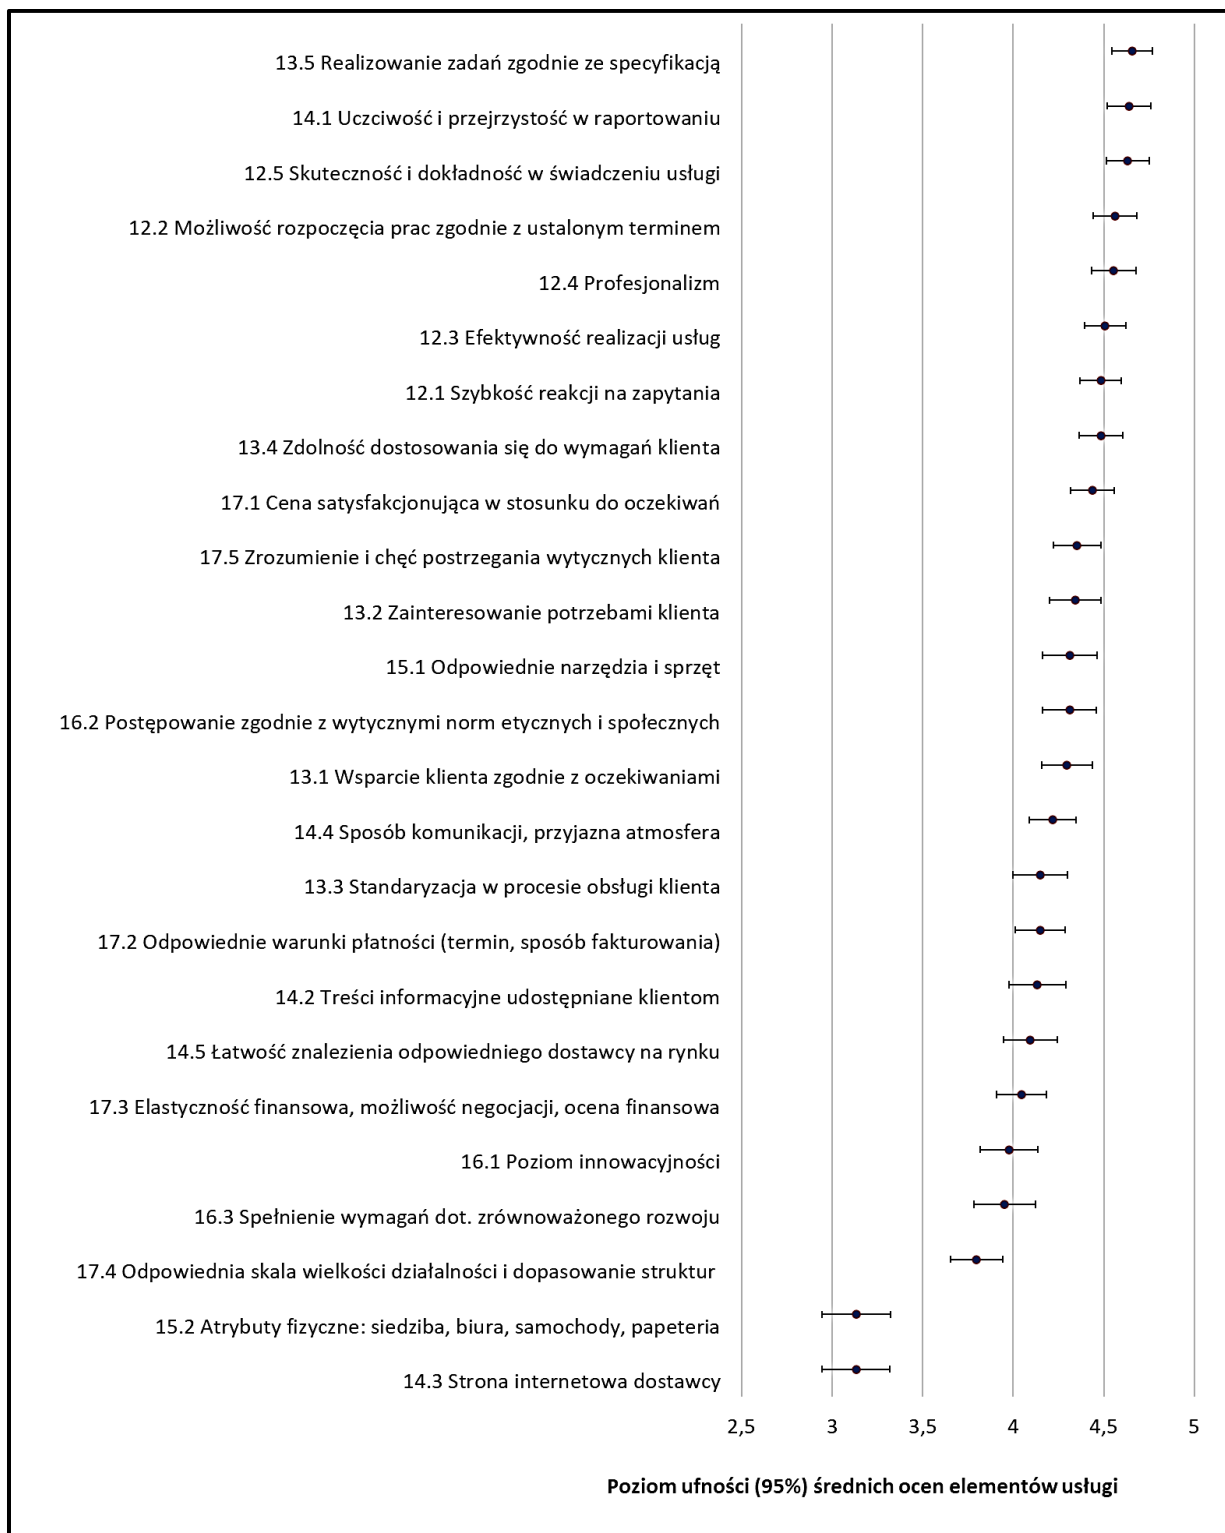 13.5 Realizowanie zadań zgodnie ze specyfikacją
14.1 Uczciwość i przejrzystość w raportowaniu
12.5 Skuteczność i dokładność w świadczeniu usługi
12.2 Możliwość rozpoczęcia prac zgodnie z ustalonym terminem
12.4 Profesjonalizm
12.3 Efektywność realizacji usług
12.1 Szybkość reakcji na zapytania
13.4 Zdolność dostosowania się do wymagań klienta
17.1 Cena satysfakcjonująca w stosunku do oczekiwań
17.5 Zrozumienie i chęć postrzegania wytycznych klienta
13.2 Zainteresowanie potrzebami klienta
15.1 Odpowiednie narzędzia i sprzęt
16.2 Postępowanie zgodnie z wytycznymi norm etycznych i społecznych
13.1 Wsparcie klienta zgodnie z oczekiwaniami
14.4 Sposób komunikacji, przyjazna atmosfera
13.3 Standaryzacja w procesie obsługi klienta
17.2 Odpowiednie warunki płatności (termin, sposób fakturowania)
14.2 Treści informacyjne udostępniane klientom
14.5 Łatwość znalezienia odpowiedniego dostawcy na rynku
17.3 Elastyczność finansowa, możliwość negocjacji, ocena finansowa
16.1 Poziom innowacyjności
16.3 Spełnienie wymagań dot. zrównoważonego rozwoju
17.4 Odpowiednia skala wielkości działalności i dopasowanie struktur
15.2 Atrybuty fizyczne: siedziba, biura, samochody, papeteria
14.3 Strona internetowa dostawcy
2,5 3 3,5 4 4,5 5
Poziom ufności (95%) średnich ocen elementów usługi